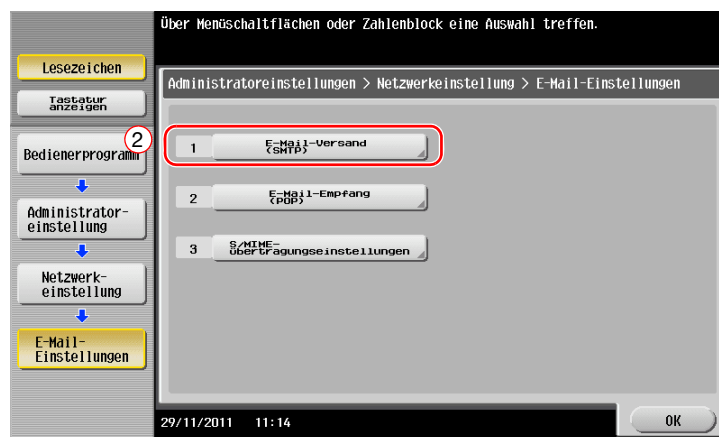 Über Menüschaltflächen oder Zahlenblock eine Auswahl treffen.
Lesezeichen
Tastatur
anzeigen
Administratoreinstellungen > Netzwerkeinstellung > E-Mail-Einstellungen
2
Bedienerprogramm
Administrator-
einstellung
Netzwerk-
einstellung
E-Mail-
Einstellungen
1 E-Mail-Versand
(SMTP)
2 E-Mail-Empfang
(POP)
3 S/MIME-
übertragungseinstellungen
29/11/2011 11:14
OK